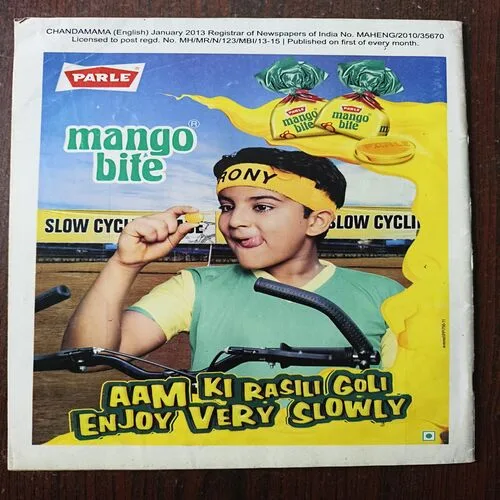 CHANDAMAMA (English) January 2013 Registrar of Newspapers of India No. MAHENG/2010/35670
Licensed to post regd. No. MH/MR/N/123/MBI/13-15 | Published on first of every month.
PARLE
mango
bite
®
PARLE
mango
bite
PARLE
mango
bite
RONY
SLOW CYCL
SLOW CYCLI
AAM KI RASILI GOLI
ENJOY VERY SLOWLY